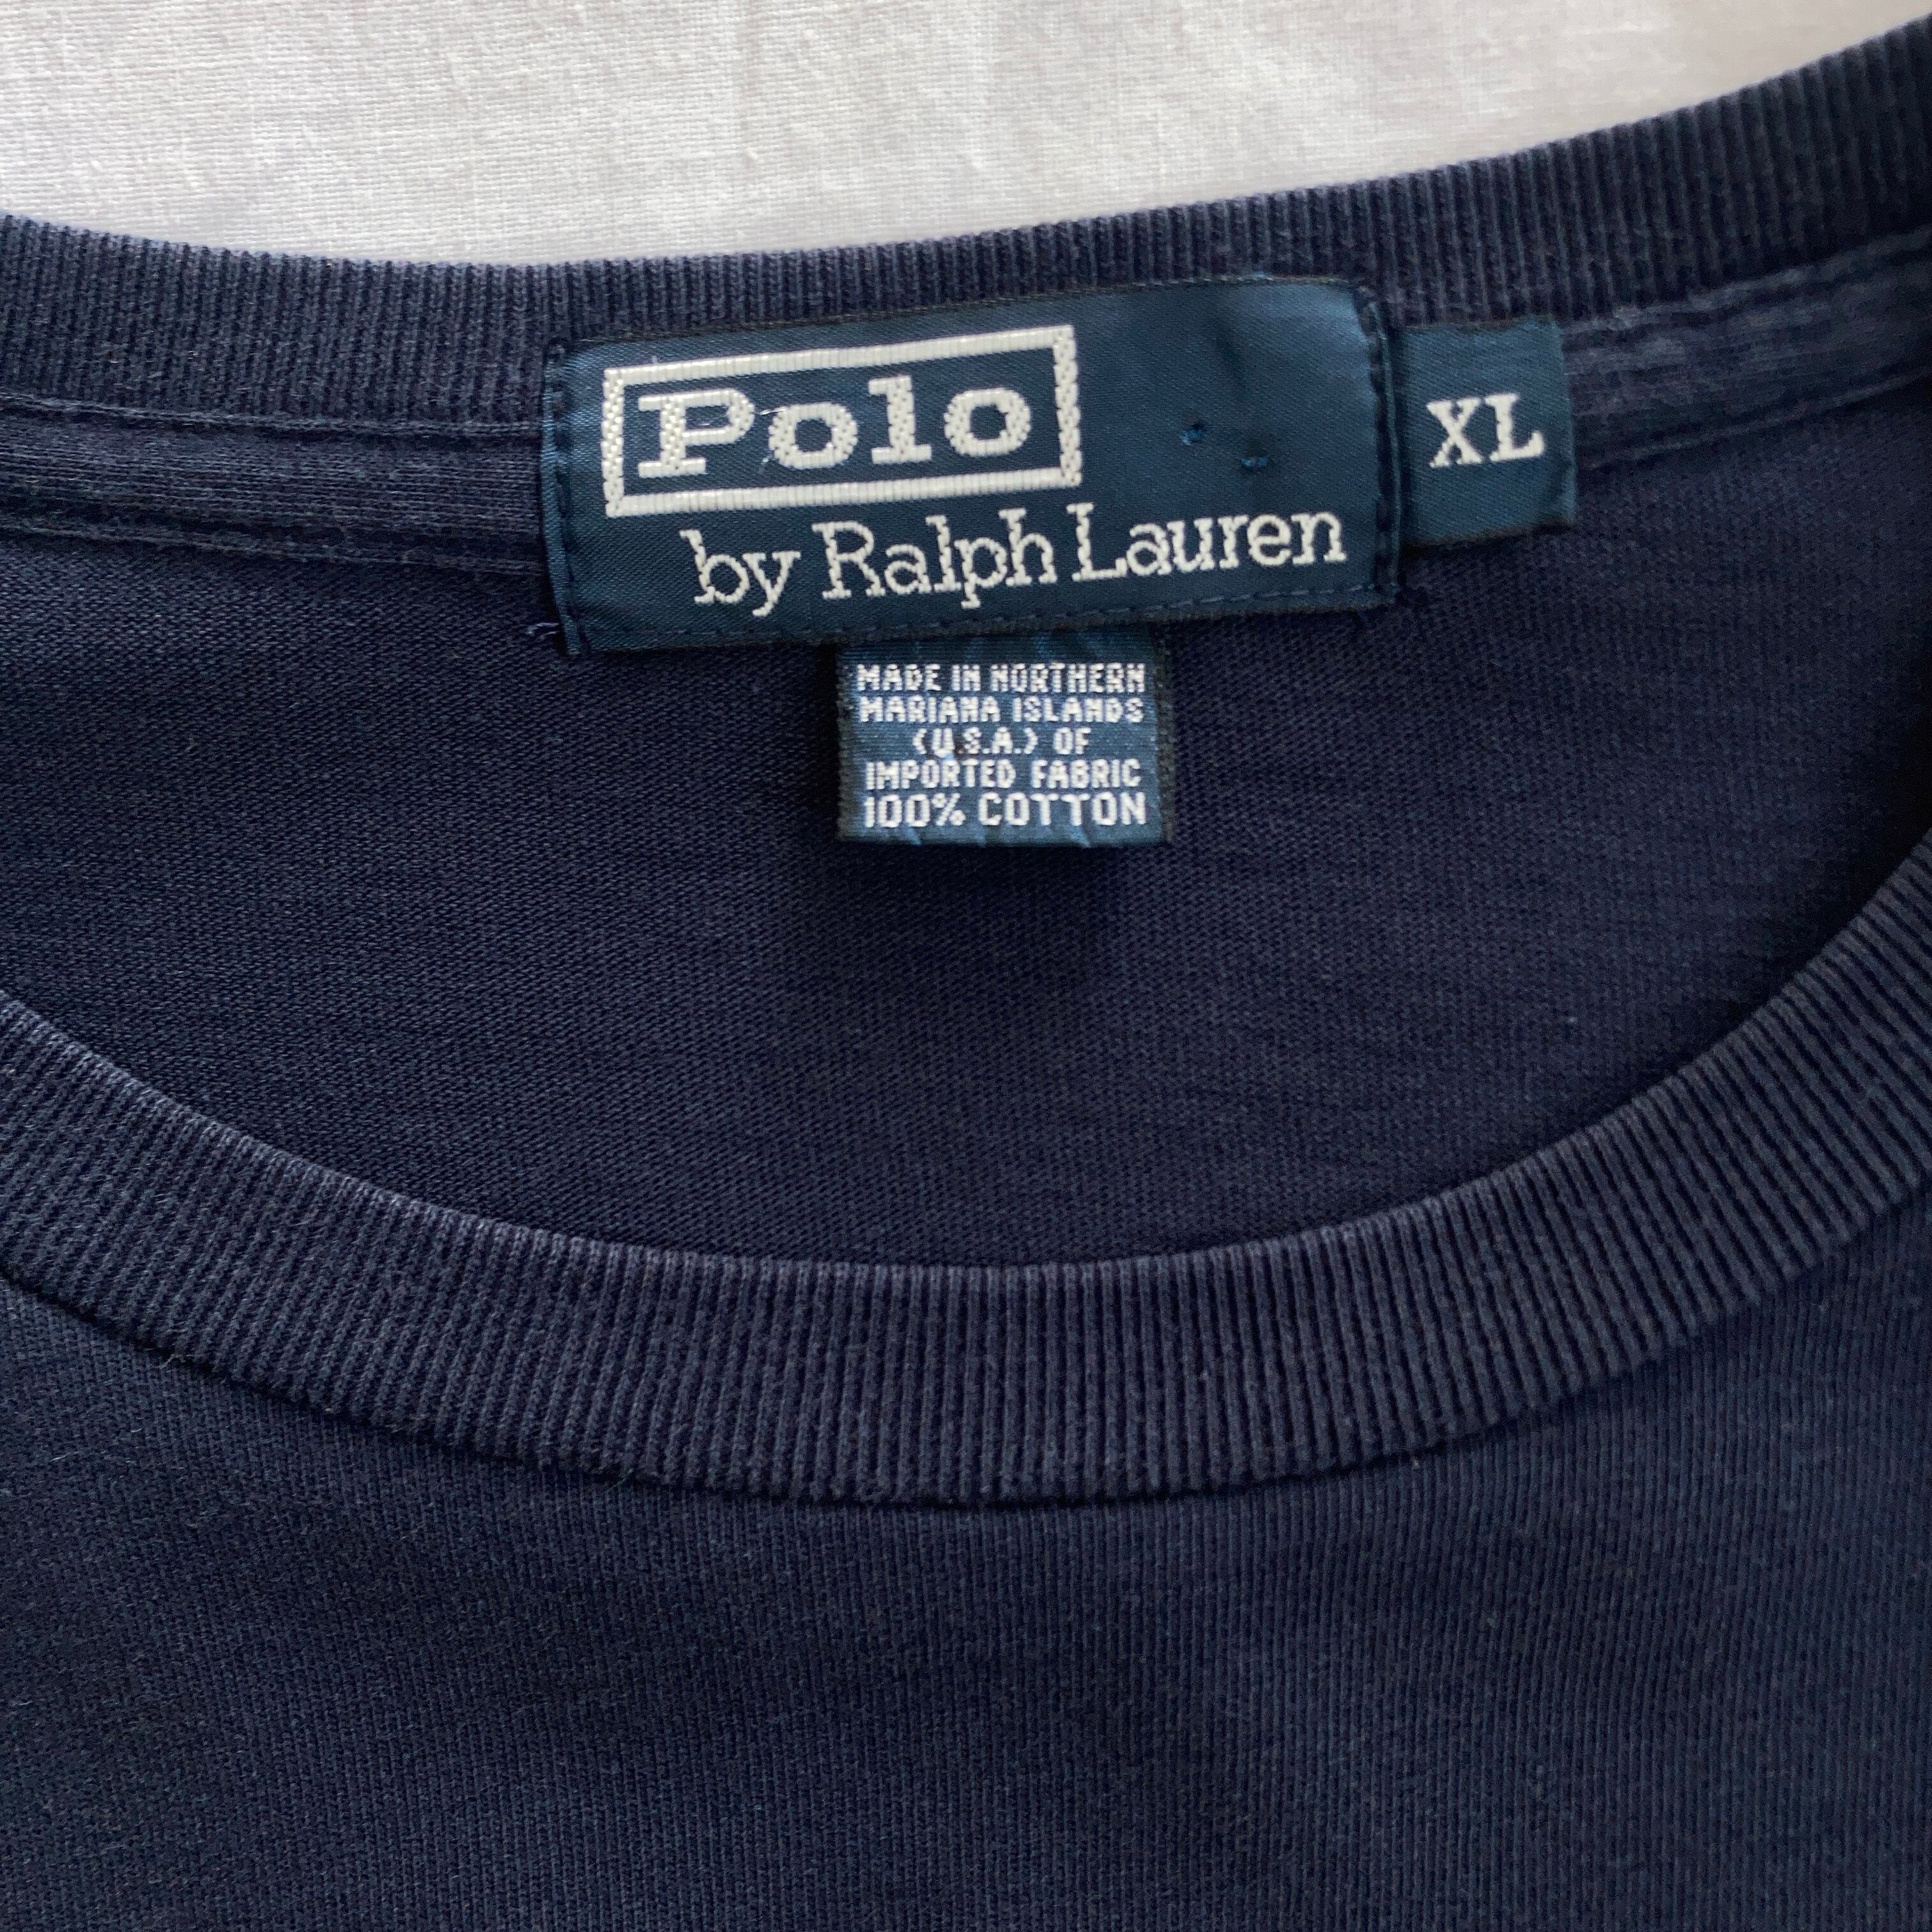 Polo
by Ralph Lauren
XL
MADE IN NORTHERN
MARIANA ISLANDS
(U.S.A.) OF
IMPORTED FABRIC
100% COTTON